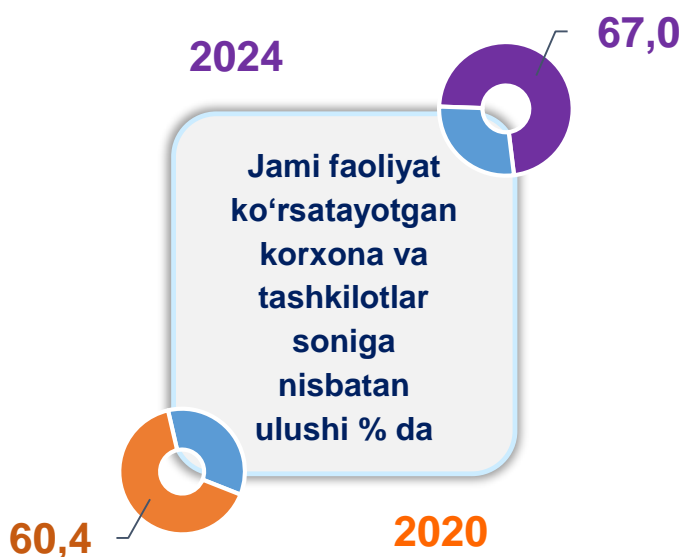 67,0
2024
Jami faoliyat
ko‘rsatayotgan
korxona va
tashkilotlar
soniga
nisbatan
ulushi % da
60,4
2020